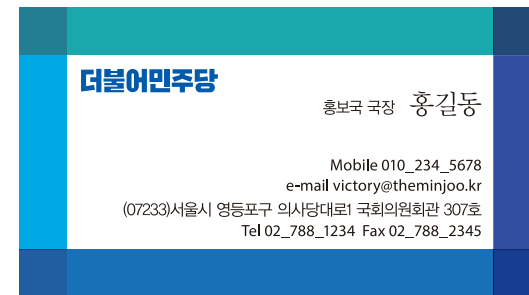 더불어민주당
홍보국 국장 홍길동
Mobile 010_234_5678
e-mail victory@theminjoo.kr
(07233)서울시 영등포구 의사당대로1 국회의원회관 307호
Tel 02_788_1234 Fax 02_788_2345